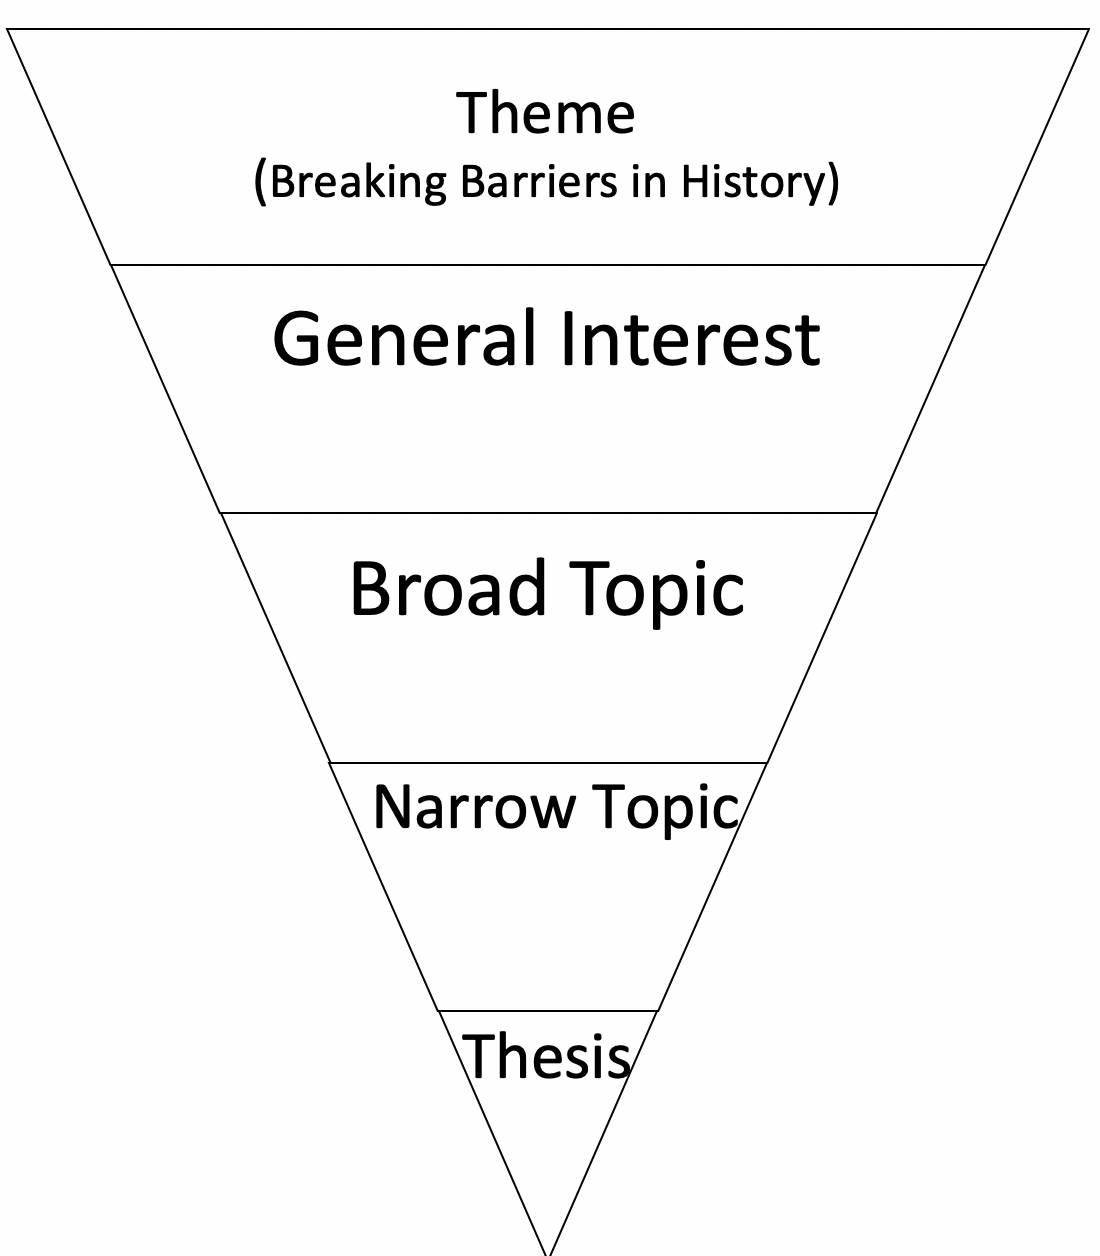 Theme
(Breaking Barriers in History)
General Interest
Broad Topic
Narrow Topic
Thesis